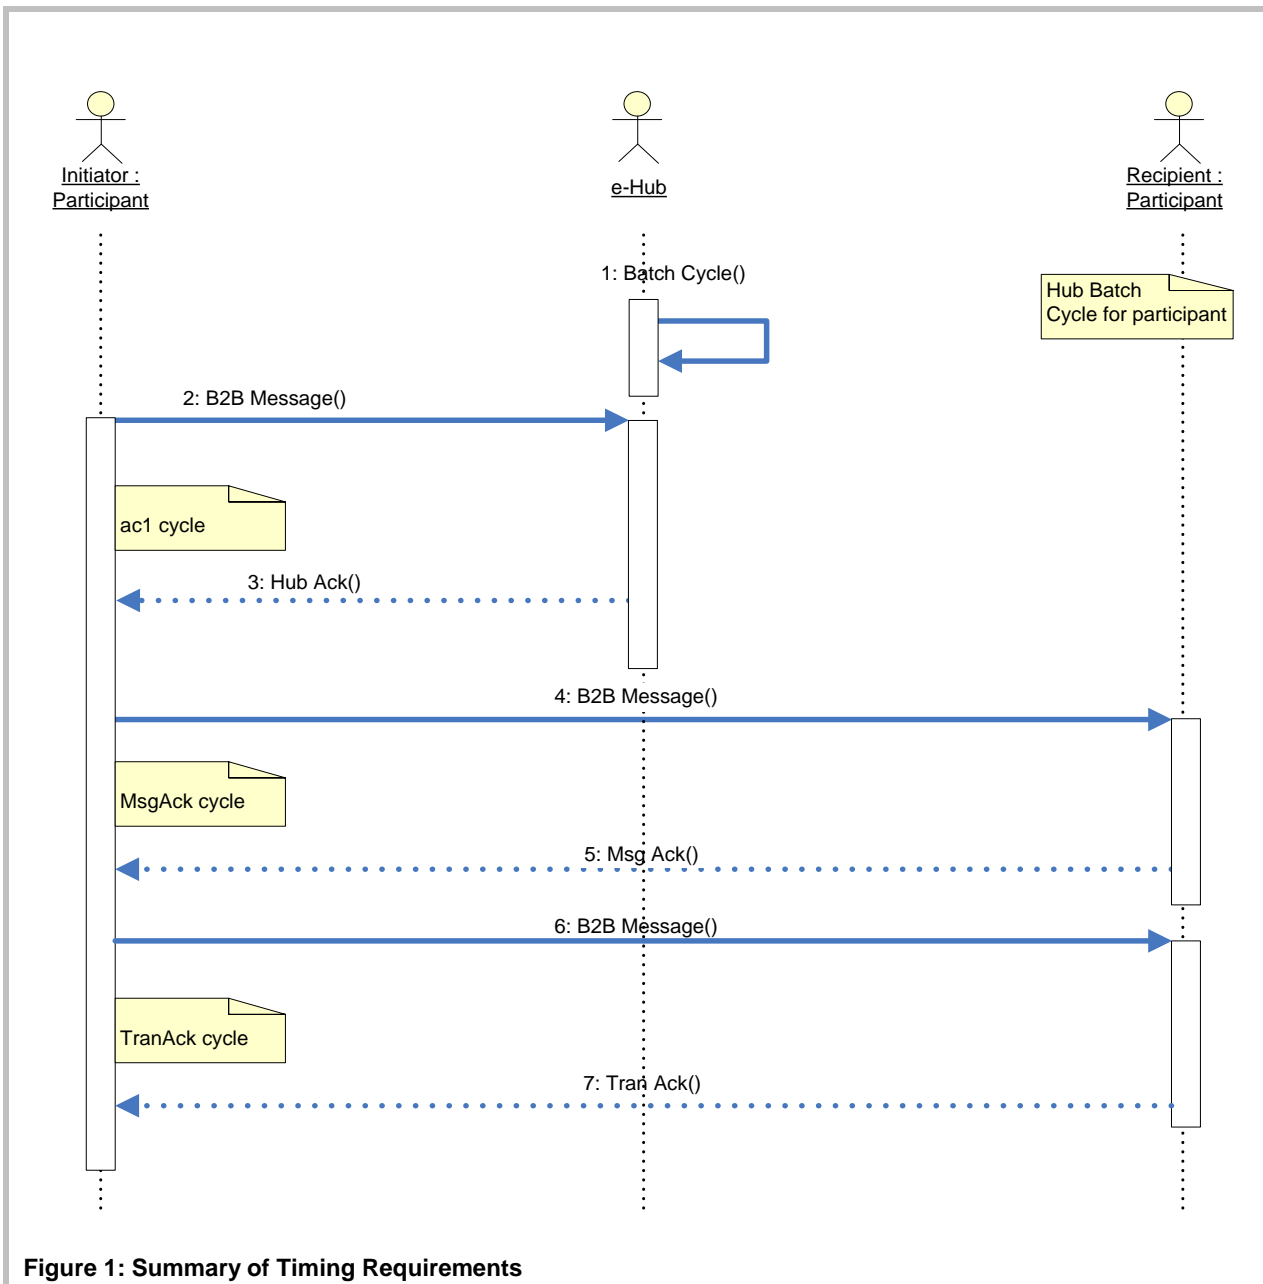 Initiator :
Participant
e-Hub
Recipient :
Participant
1: Batch Cycle()
Hub Batch
Cycle for participant
2: B2B Message()
ac1 cycle
3: Hub Ack()
4: B2B Message()
MsgAck cycle
5: Msg Ack()
6: B2B Message()
TranAck cycle
7: Tran Ack()
Figure 1: Summary of Timing Requirements